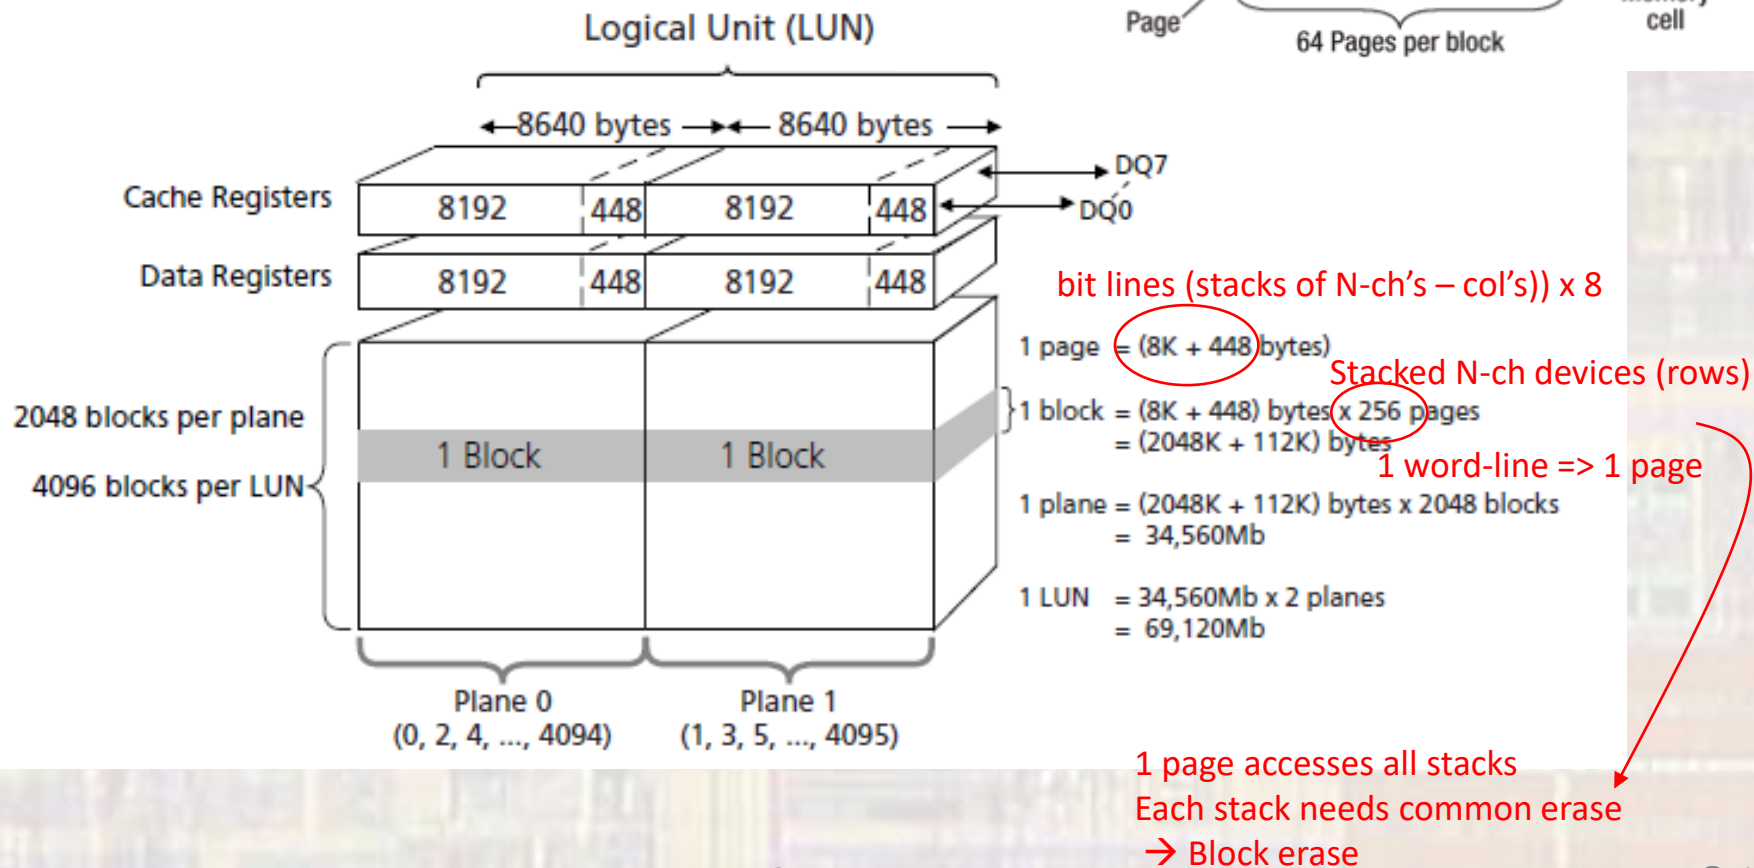 Page
64 Pages per block
cell
Logical Unit (LUN)
8640 bytes
8640 bytes
Cache Registers
8192
448
8192
448
DQ7
DQ0
Data Registers
8192
448
8192
448
bit lines (stacks of N-ch's – col's)) x 8
1 page = (8K + 448 bytes)
Stacked N-ch devices (rows)
2048 blocks per plane
4096 blocks per LUN
1 Block
1 Block
1 block = (8K + 448) bytes x 256 pages
= (2048K + 112K) bytes
1 word-line => 1 page
1 plane = (2048K + 112K) bytes x 2048 blocks
= 34,560Mb
1 LUN = 34,560Mb x 2 planes
= 69,120Mb
Plane 0
(0, 2, 4, ..., 4094)
Plane 1
(1, 3, 5, ..., 4095)
1 page accesses all stacks
Each stack needs common erase
→ Block erase